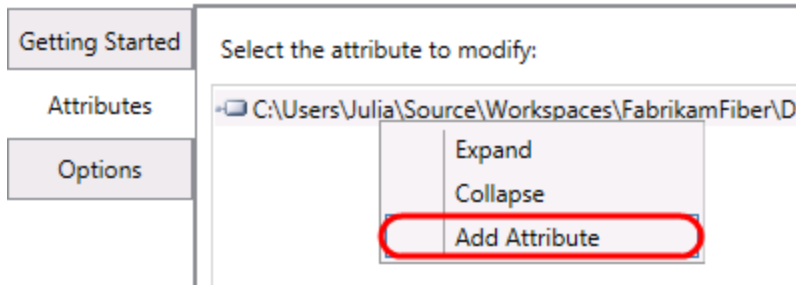 Getting Started
Select the attribute to modify:
Attributes
C:\Users\Julia\Source\Workspaces\FabrikamFiber\D
Expand
Options
Collapse
Add Attribute